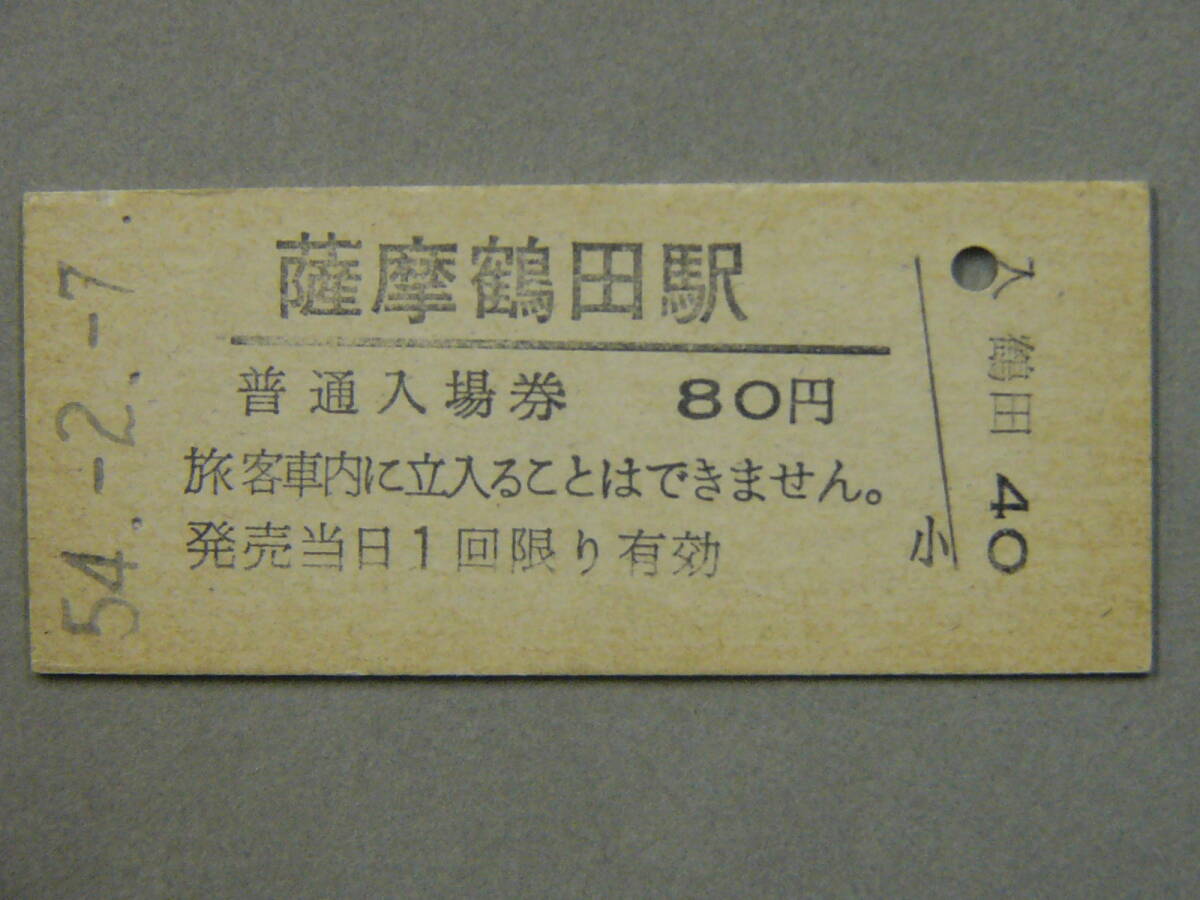 薩摩鶴田駅
普通入場券 80円
旅客車内に立入ることはできません。
発売当日1回限り有効
54.-2.-7.
小
入 鶴田 40